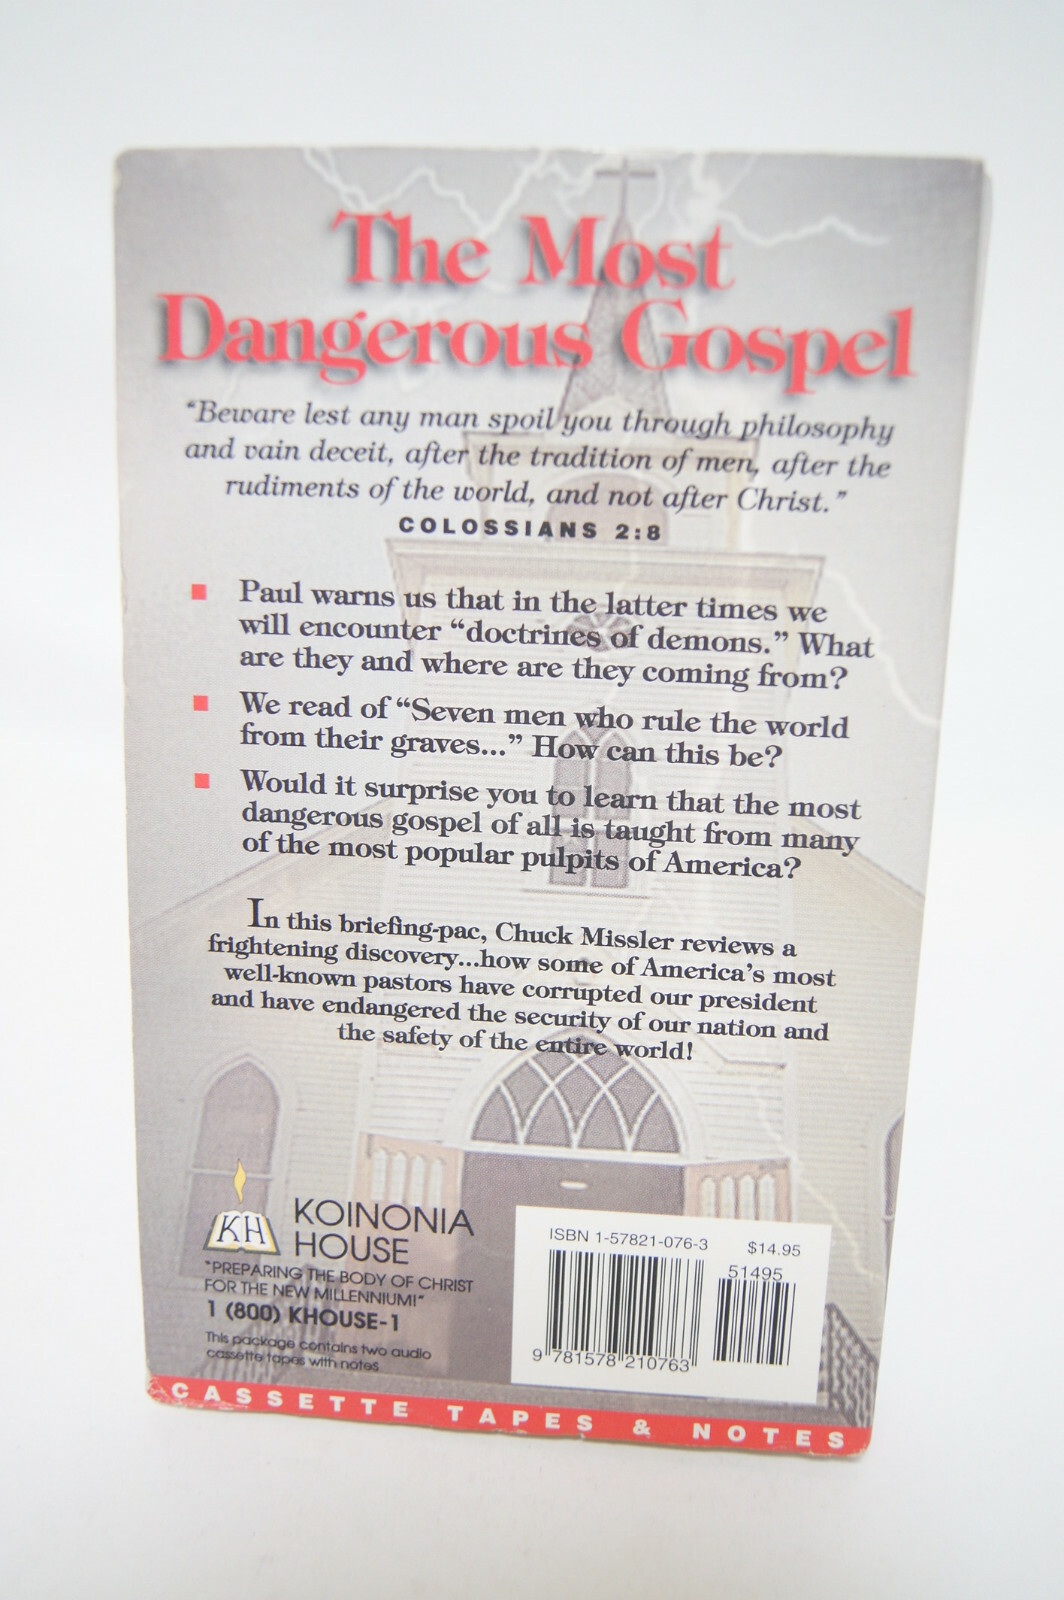 The Most
Dangerous Gospel
"Beware lest any man spoil you through philosophy
and vain deceit, after the tradition of men, after the
rudiments of the world, and not after Christ."
COLOSSIANS 2:8
Paul warns us that in the latter times we
will encounter "doctrines of demons." What
are they and where are they coming from?
We read of "Seven men who rule the world
from their graves..." How can this be?
Would it surprise you to learn that the most
dangerous gospel of all is taught from many
of the most popular pulpits of America?
In this briefing-pac, Chuck Missler reviews a
frightening discovery...how some of America's most
well-known pastors have corrupted our president
and have endangered the security of our nation and
the safety of the entire world!
KH
KOINONIA
HOUSE
"PREPARING THE BODY OF CHRIST
FOR THE NEW MILLENNIUM!"
1 (800) KHOUSE-1
This package contains two audio
cassette tapes with notes
ISBN 1-57821-076-3 $14.95
51495
9 781578 210763
CASSETTE TAPES & NOTES